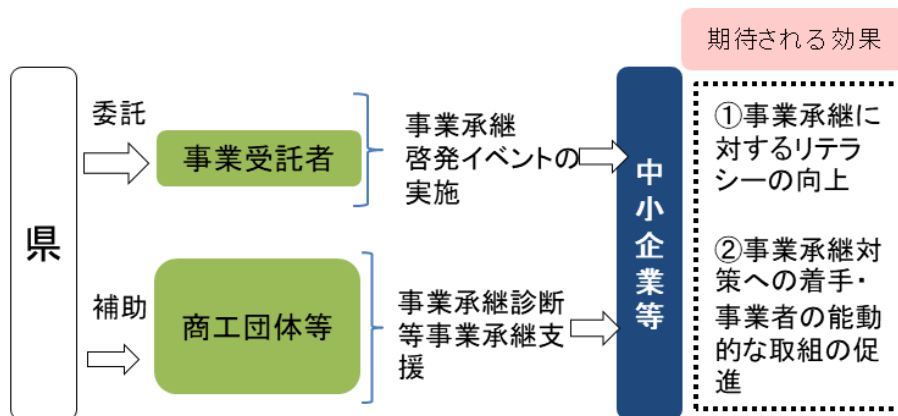 期待される効果
県
委託
事業受託者
事業承継
啓発イベントの
実施
補助
商工団体等
事業承継診断
等事業承継支
援
中小企業等
①事業承継に
対するリテラ
シーの向上
②事業承継対
策への着手・
事業者の能動
的な取組の促
進